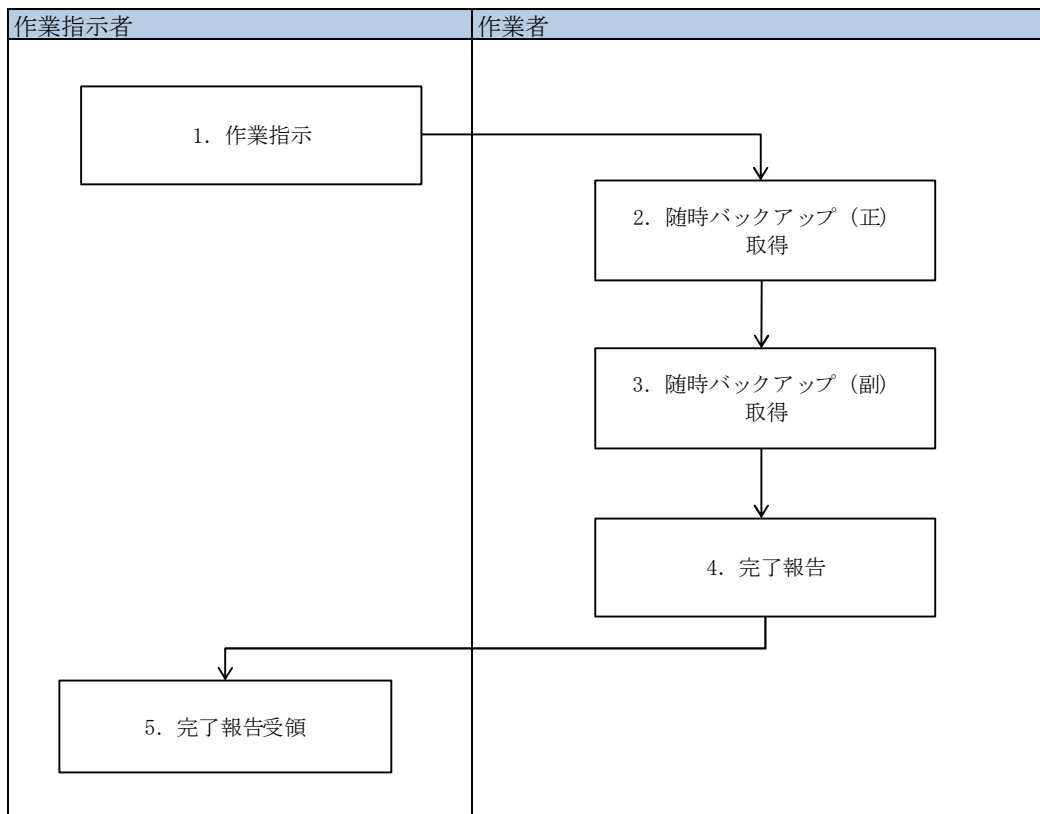 作業指示者
作業者
1. 作業指示
2. 随時バックアップ（正）
取得
3. 随時バックアップ（副）
取得
4. 完了報告
5. 完了報告受領